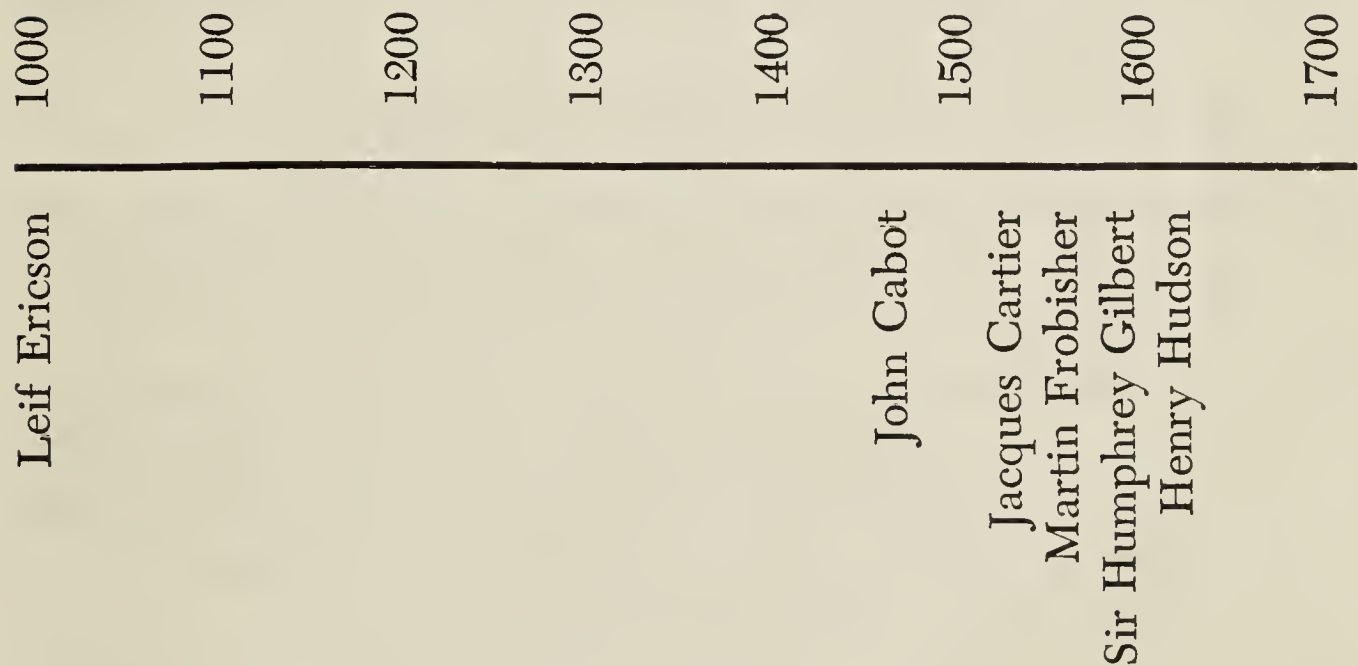 1000
1100
1200
1300
1400
1500
1600
1700
Leif Ericson
John Cabot
Jacques Cartier
Martin Frobisher
Sir Humphrey Gilbert
Henry Hudson